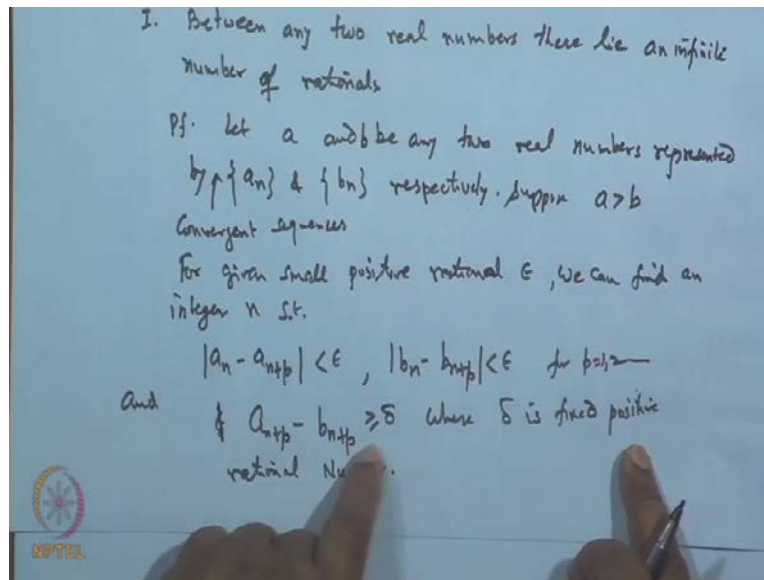 I. Between any two real numbers there lie an infinite
number of rationals
Pf. Let a and b be any two real numbers represented
by {an} & {bn} respectively. Suppose a>b
Convergent sequences
For given small positive rational ε, we can find an
integer n s.t.
|an - an+p| < ε, |bn - bn+p| < ε for p=1,2—
and & an+p - bn+p ≥ δ where δ is fixed positive
rational Nu
NPTEL